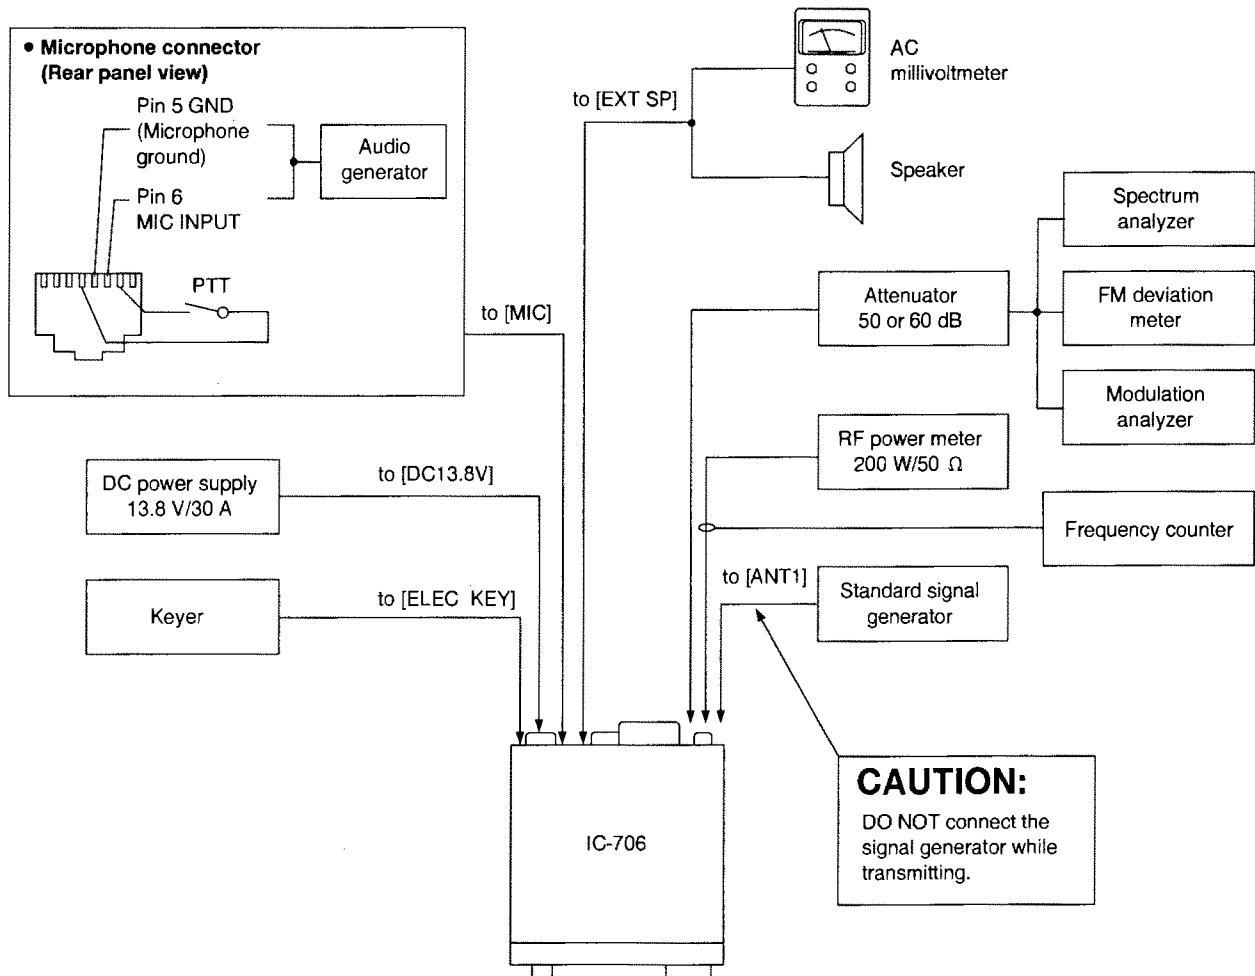 • Microphone connector
(Rear panel view)
Pin 5 GND
(Microphone
ground)
Audio
generator
Pin 6
MIC INPUT
PTT
to [MIC]
to [EXT SP]
AC
millivoltmeter
Speaker
Spectrum
analyzer
Attenuator
50 or 60 dB
FM deviation
meter
Modulation
analyzer
RF power meter
200 W/50 Ω
Frequency counter
DC power supply
13.8 V/30 A
to [DC13.8V]
Keyer
to [ELEC KEY]
to [ANT1]
Standard signal
generator
IC-706
CAUTION:
DO NOT connect the
signal generator while
transmitting.